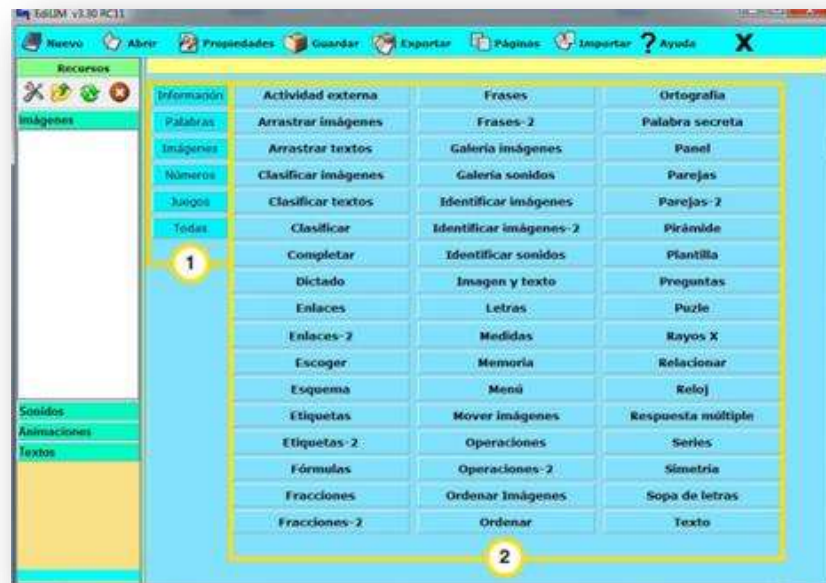 EdiLIM v3.30 RC11
Nuevo Abrir Propiedades Guardar Exportar Páginas Importar ? Ayuda X
Recursos
Imágenes
Sonidos
Animaciones
Textos
Información
Palabras
Imágenes
Números
Juegos
Todas
1
Actividad externa Frases Ortografía
Arrastrar imágenes Frases-2 Palabra secreta
Arrastrar textos Galería imágenes Panel
Clasificar imágenes Galería sonidos Parejas
Clasificar textos Identificar imágenes Parejas-2
Clasificar Identificar imágenes-2 Pirámide
Completar Identificar sonidos Plantilla
Dictado Imagen y texto Preguntas
Enlaces Letras Puzle
Enlaces-2 Medidas Rayos X
Escoger Memoria Relacionar
Esquema Menú Reloj
Etiquetas Mover imágenes Respuesta múltiple
Etiquetas-2 Operaciones Series
Fórmulas Operaciones-2 Simetría
Fracciones Ordenar Imágenes Sopa de letras
Fracciones-2 Ordenar Texto
2